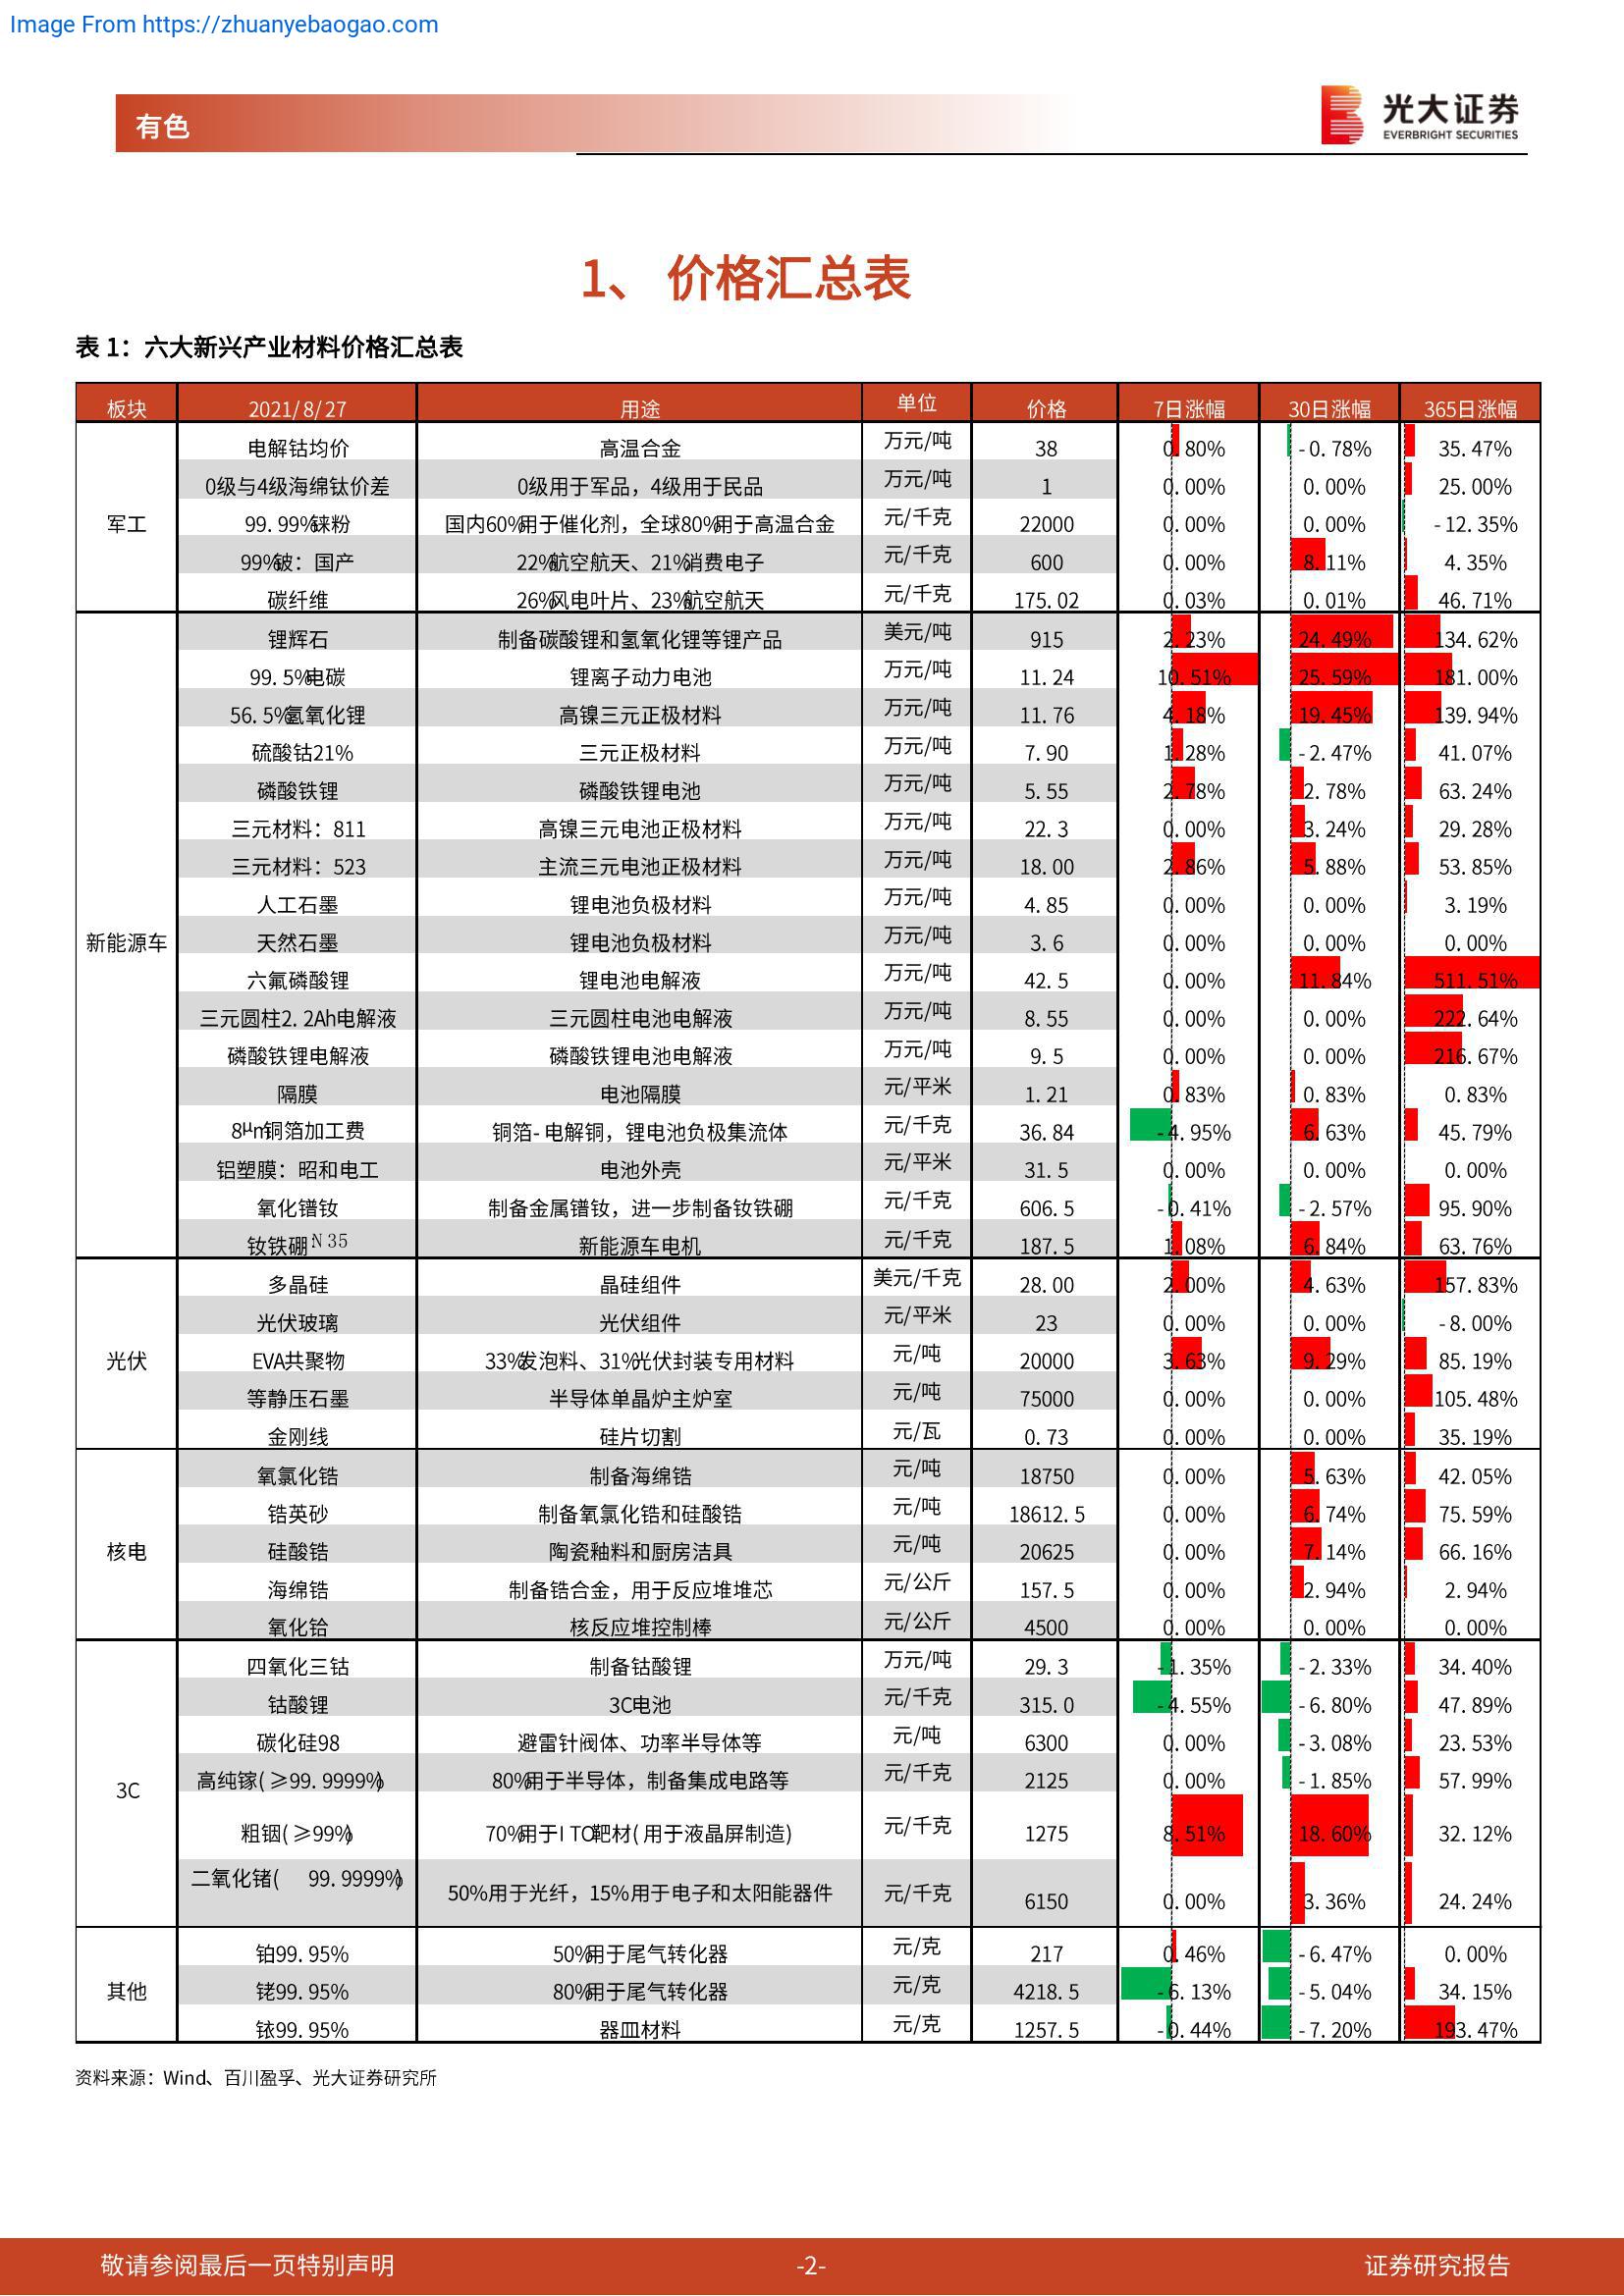 Image From https://zhuanyebaogao.com
有色
光大证券
EVERBRIGHT SECURITIES
1、 价格汇总表
表 1：六大新兴产业材料价格汇总表
板块 2021/8/27 用途 单位 价格 7日涨幅 30日涨幅 365日涨幅
军工
电解钴均价 高温合金 万元/吨 38 0.80% -0.78% 35.47%
0级与4级海绵钛价差 0级用于军品，4级用于民品 万元/吨 1 0.00% 0.00% 25.00%
99.99%铼粉 国内60%用于催化剂，全球80%用于高温合金 元/千克 22000 0.00% 0.00% -12.35%
99%铍：国产 22%航空航天、21%消费电子 元/千克 600 0.00% 8.11% 4.35%
碳纤维 26%风电叶片、23%航空航天 元/千克 175.02 0.03% 0.01% 46.71%
新能源车
锂辉石 制备碳酸锂和氢氧化锂等锂产品 美元/吨 915 2.23% 24.49% 134.62%
99.5%电碳 锂离子动力电池 万元/吨 11.24 10.51% 25.59% 181.00%
56.5%氢氧化锂 高镍三元正极材料 万元/吨 11.76 4.18% 19.45% 139.94%
硫酸钴21% 三元正极材料 万元/吨 7.90 1.28% -2.47% 41.07%
磷酸铁锂 磷酸铁锂电池 万元/吨 5.55 2.78% 2.78% 63.24%
三元材料：811 高镍三元电池正极材料 万元/吨 22.3 0.00% 3.24% 29.28%
三元材料：523 主流三元电池正极材料 万元/吨 18.00 2.86% 5.88% 53.85%
人工石墨 锂电池负极材料 万元/吨 4.85 0.00% 0.00% 3.19%
天然石墨 锂电池负极材料 万元/吨 3.6 0.00% 0.00% 0.00%
六氟磷酸锂 锂电池电解液 万元/吨 42.5 0.00% 11.84% 511.51%
三元圆柱2.2Ah电解液 三元圆柱电池电解液 万元/吨 8.55 0.00% 0.00% 222.64%
磷酸铁锂电解液 磷酸铁锂电池电解液 万元/吨 9.5 0.00% 0.00% 216.67%
隔膜 电池隔膜 元/平米 1.21 0.83% 0.83% 0.83%
8μm铜箔加工费 铜箔-电解铜，锂电池负极集流体 元/千克 36.84 -4.95% 6.63% 45.79%
铝塑膜：昭和电工 电池外壳 元/平米 31.5 0.00% 0.00% 0.00%
氧化镨钕 制备金属镨钕，进一步制备钕铁硼 元/千克 606.5 -0.41% -2.57% 95.90%
钕铁硼N35 新能源车电机 元/千克 187.5 1.08% 6.84% 63.76%
光伏
多晶硅 晶硅组件 美元/千克 28.00 2.00% 4.63% 157.83%
光伏玻璃 光伏组件 元/平米 23 0.00% 0.00% -8.00%
EVA共聚物 33%发泡料、31%光伏封装专用材料 元/吨 20000 3.63% 9.29% 85.19%
等静压石墨 半导体单晶炉主炉室 元/吨 75000 0.00% 0.00% 105.48%
金刚线 硅片切割 元/瓦 0.73 0.00% 0.00% 35.19%
核电
氧氯化锆 制备海绵锆 元/吨 18750 0.00% 5.63% 42.05%
锆英砂 制备氧氯化锆和硅酸锆 元/吨 18612.5 0.00% 6.74% 75.59%
硅酸锆 陶瓷釉料和厨房洁具 元/吨 20625 0.00% 7.14% 66.16%
海绵锆 制备锆合金，用于反应堆堆芯 元/公斤 157.5 0.00% 2.94% 2.94%
氧化铪 核反应堆控制棒 元/公斤 4500 0.00% 0.00% 0.00%
3C
四氧化三钴 制备钴酸锂 万元/吨 29.3 -1.35% -2.33% 34.40%
钴酸锂 3C电池 元/千克 315.0 -4.55% -6.80% 47.89%
碳化硅98 避雷针阀体、功率半导体等 元/吨 6300 0.00% -3.08% 23.53%
高纯镓(≥99.9999%) 80%用于半导体，制备集成电路等 元/千克 2125 0.00% -1.85% 57.99%
粗铟(≥99%) 70%用于ITO靶材(用于液晶屏制造) 元/千克 1275 8.51% 18.60% 32.12%
二氧化锗( 99.9999%) 50%用于光纤，15%用于电子和太阳能器件 元/千克 6150 0.00% 3.36% 24.24%
其他
铂99.95% 50%用于尾气转化器 元/克 217 0.46% -6.47% 0.00%
铑99.95% 80%用于尾气转化器 元/克 4218.5 -6.13% -5.04% 34.15%
铱99.95% 器皿材料 元/克 1257.5 -0.44% -7.20% 193.47%
资料来源：Wind、百川盈孚、光大证券研究所
敬请参阅最后一页特别声明 -2- 证券研究报告